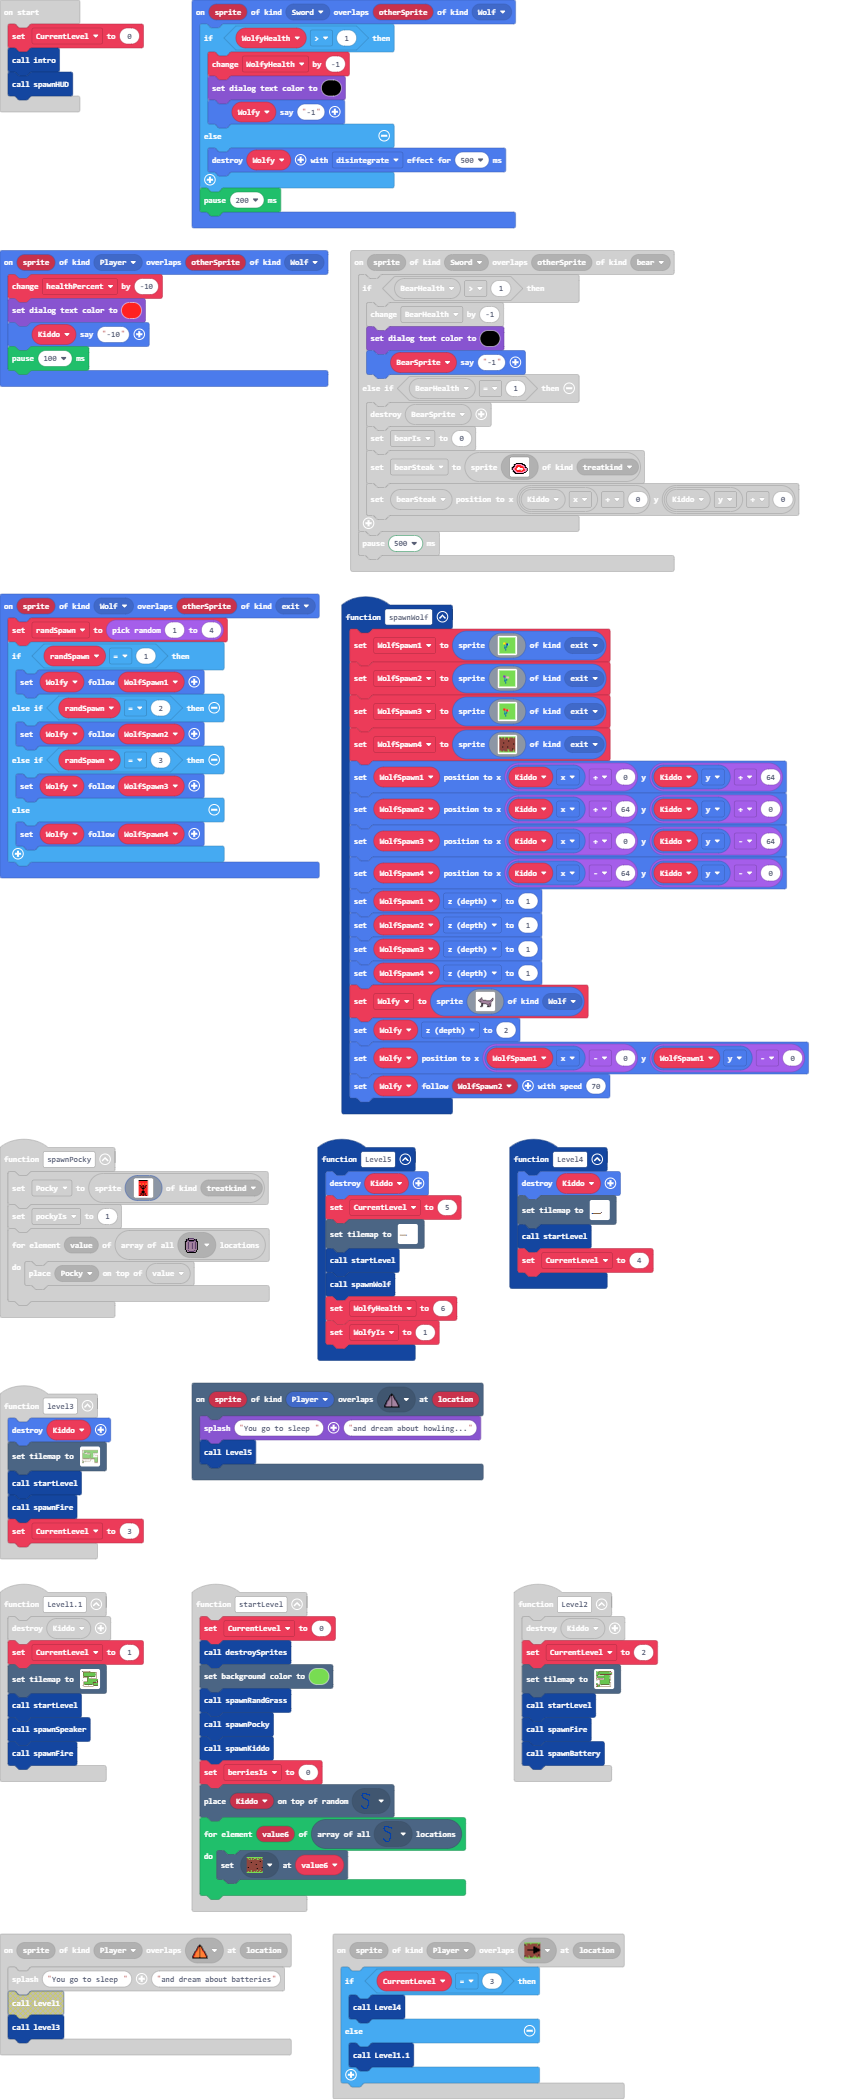 on start
set CurrentLevel to 0
call intro
call spawnHUD
on sprite of kind Sword overlaps otherSprite of kind Wolf
if WolfyHealth > 1 then
change WolfyHealth by -1
set dialog text color to
Wolfy say "-1"
else
destroy Wolfy with disintegrate effect for 500 ms
pause 200 ms
on sprite of kind Player overlaps otherSprite of kind Wolf
change healthPercent by -10
set dialog text color to
Kiddo say "-10"
pause 100 ms
on sprite of kind Sword overlaps otherSprite of kind bear
if BearHealth > 1 then
change BearHealth by -1
set dialog text color to
BearSprite say "-1"
else if BearHealth = 1 then
destroy BearSprite
set bearIs to 0
set bearSteak to sprite of kind treatkind
set bearSteak position to x Kiddo x + 0 y Kiddo y + 0
pause 500 ms
on sprite of kind Wolf overlaps otherSprite of kind exit
set randSpawn to pick random 1 to 4
if randSpawn = 1 then
set Wolfy follow WolfSpawn1
else if randSpawn = 2 then
set Wolfy follow WolfSpawn2
else if randSpawn = 3 then
set Wolfy follow WolfSpawn3
else
set Wolfy follow WolfSpawn4
function spawnWolf
set WolfSpawn1 to sprite of kind exit
set WolfSpawn2 to sprite of kind exit
set WolfSpawn3 to sprite of kind exit
set WolfSpawn4 to sprite of kind exit
set WolfSpawn1 position to x Kiddo x + 0 y Kiddo y + 64
set WolfSpawn2 position to x Kiddo x + 64 y Kiddo y + 0
set WolfSpawn3 position to x Kiddo x + 0 y Kiddo y - 64
set WolfSpawn4 position to x Kiddo x - 64 y Kiddo y - 0
set WolfSpawn1 z (depth) to 1
set WolfSpawn2 z (depth) to 1
set WolfSpawn3 z (depth) to 1
set WolfSpawn4 z (depth) to 1
set Wolfy to sprite of kind Wolf
set Wolfy z (depth) to 2
set Wolfy position to x WolfSpawn1 x - 0 y WolfSpawn1 y - 0
set Wolfy follow WolfSpawn2 with speed 70
function spawnPocky
set Pocky to sprite of kind treatkind
set pockyIs to 1
for element value of array of all locations
do place Pocky on top of value
function Level5
destroy Kiddo
set CurrentLevel to 5
set tilemap to
call startLevel
call spawnWolf
set WolfyHealth to 6
set WolfyIs to 1
function Level4
destroy Kiddo
set tilemap to
call startLevel
set CurrentLevel to 4
function level3
destroy Kiddo
set tilemap to
call startLevel
call spawnFire
set CurrentLevel to 3
on sprite of kind Player overlaps at location
splash "You go to sleep " "and dream about howling..."
call Level5
function Level1.1
destroy Kiddo
set CurrentLevel to 1
set tilemap to
call startLevel
call spawnSpeaker
call spawnFire
function startLevel
set CurrentLevel to 0
call destroySprites
set background color to
call spawnRandGrass
call spawnPocky
call spawnKiddo
set berriesIs to 0
place Kiddo on top of random
for element value6 of array of all locations
do set at value6
function Level2
destroy Kiddo
set CurrentLevel to 2
set tilemap to
call startLevel
call spawnFire
call spawnBattery
on sprite of kind Player overlaps at location
splash "You go to sleep " "and dream about batteries"
call Level1
call level3
on sprite of kind Player overlaps at location
if CurrentLevel = 3 then
call Level4
else
call Level1.1